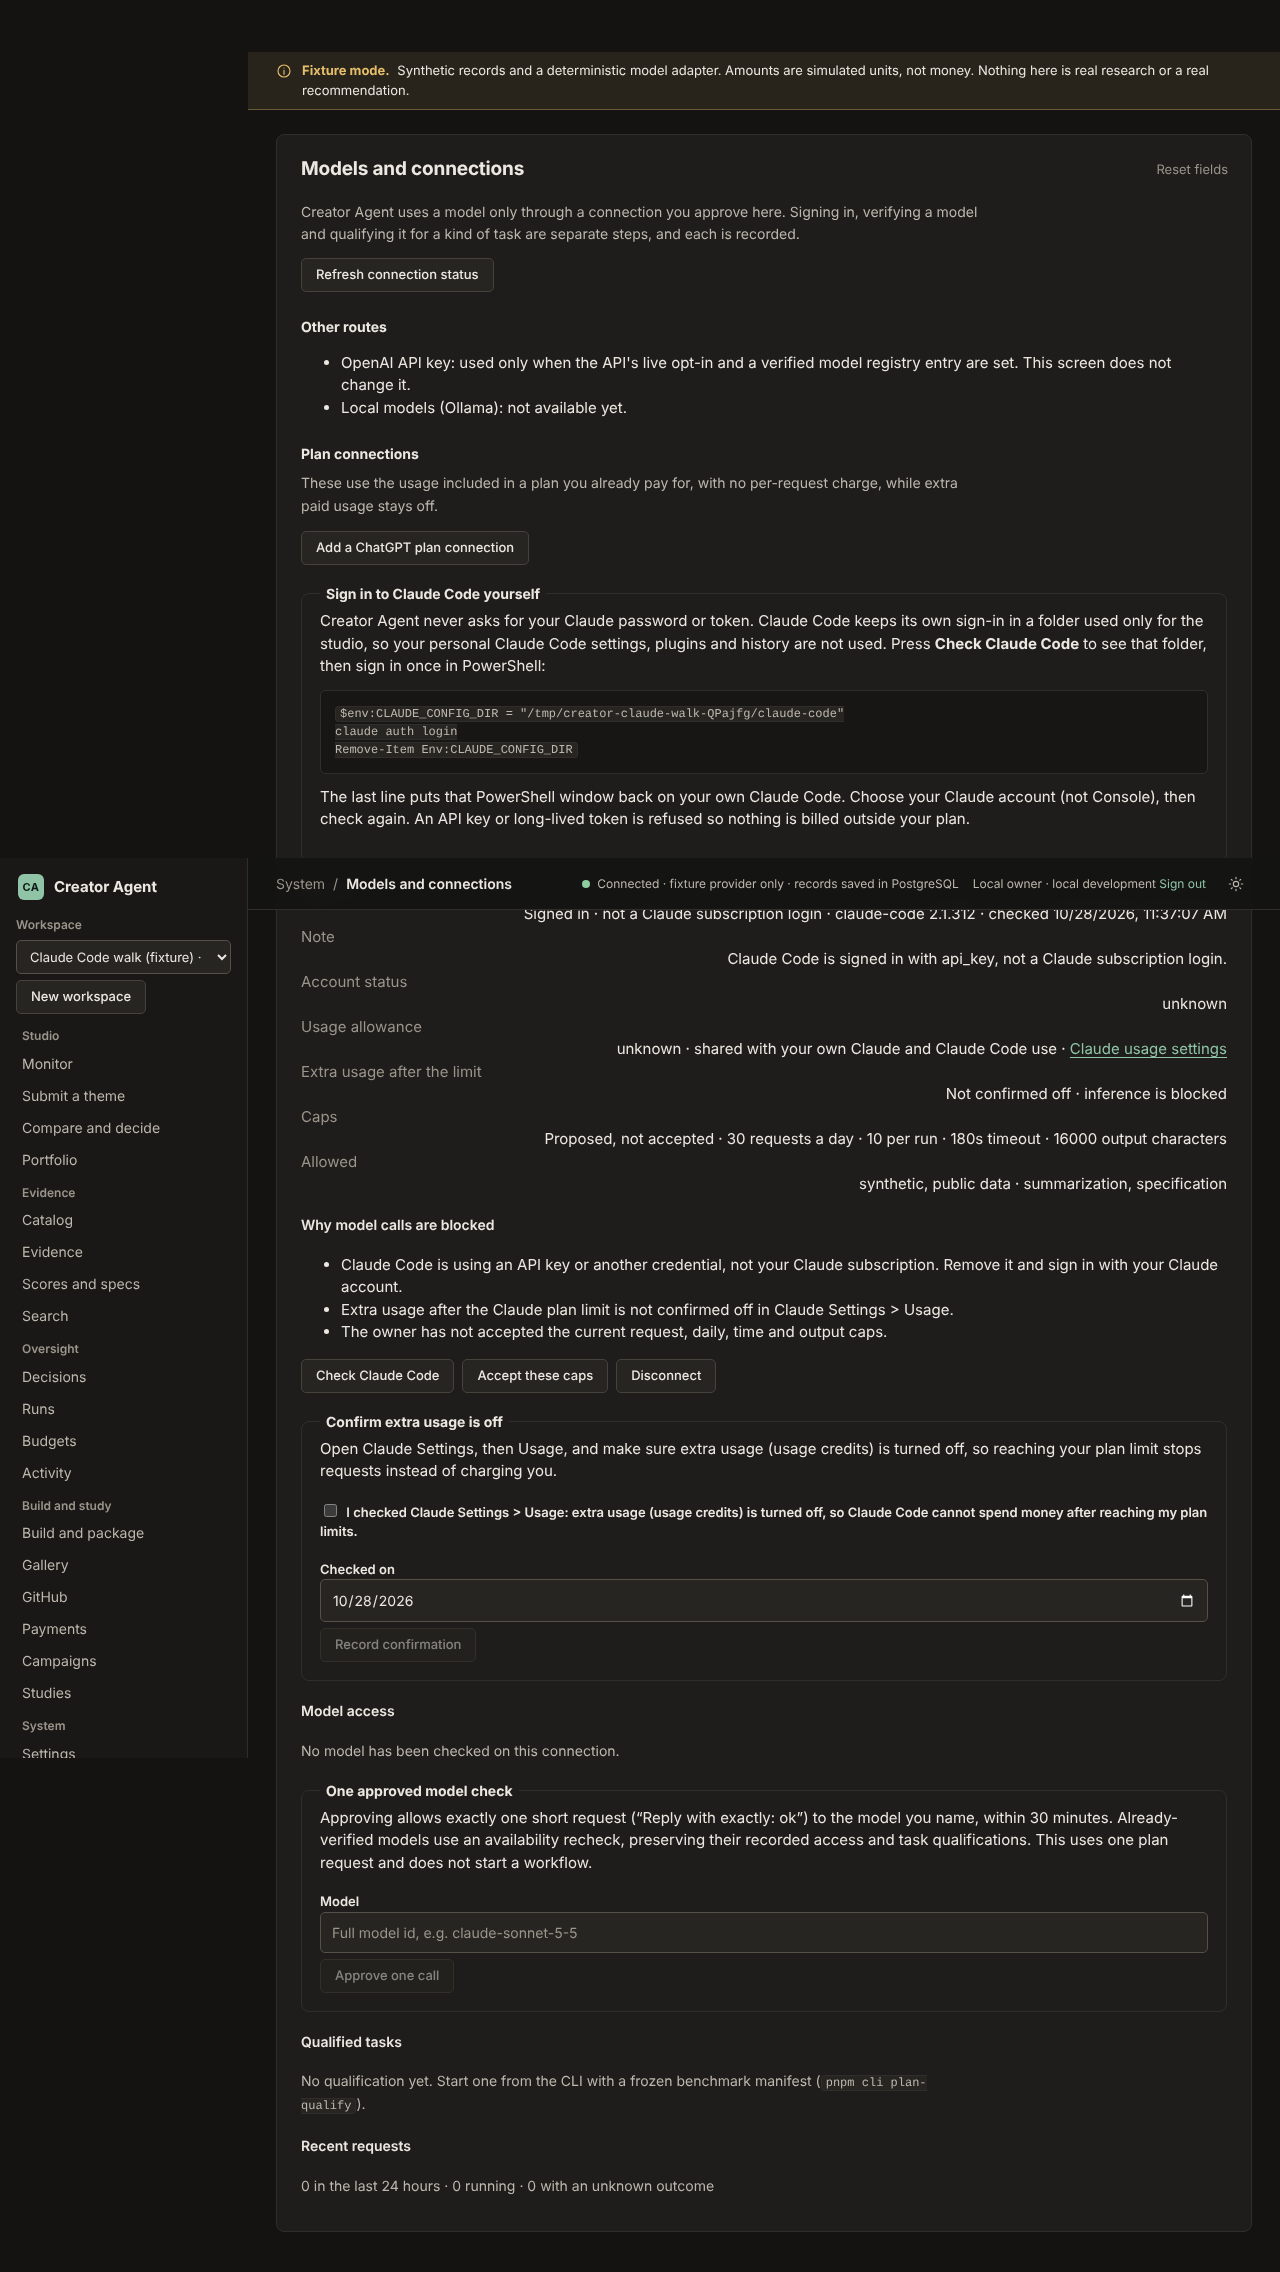 Fixture mode. Synthetic records and a deterministic model adapter. Amounts are simulated units, not money. Nothing here is real research or a real
recommendation.
Models and connections
Reset fields
Creator Agent uses a model only through a connection you approve here. Signing in, verifying a model
and qualifying it for a kind of task are separate steps, and each is recorded.
Refresh connection status
Other routes
• OpenAI API key: used only when the API's live opt-in and a verified model registry entry are set. This screen does not
change it.
• Local models (Ollama): not available yet.
Plan connections
These use the usage included in a plan you already pay for, with no per-request charge, while extra
paid usage stays off.
Add a ChatGPT plan connection
Sign in to Claude Code yourself
Creator Agent never asks for your Claude password or token. Claude Code keeps its own sign-in in a folder used only for the
studio, so your personal Claude Code settings, plugins and history are not used. Press Check Claude Code to see that folder,
then sign in once in PowerShell:
$env:CLAUDE_CONFIG_DIR = "/tmp/creator-claude-walk-QPajfg/claude-code"
claude auth login
Remove-Item Env:CLAUDE_CONFIG_DIR
The last line puts that PowerShell window back on your own Claude Code. Choose your Claude account (not Console), then
check again. An API key or long-lived token is refused so nothing is billed outside your plan.
CA Creator Agent
Workspace
Claude Code walk (fixture) ·
New workspace
Studio
Monitor
Submit a theme
Compare and decide
Portfolio
Evidence
Catalog
Evidence
Scores and specs
Search
Oversight
Decisions
Runs
Budgets
Activity
Build and study
Build and package
Gallery
GitHub
Payments
Campaigns
Studies
System
Settings
System / Models and connections
Connected · fixture provider only · records saved in PostgreSQL
Local owner · local development Sign out
Signed in · not a Claude subscription login · claude-code 2.1.312 · checked 10/28/2026, 11:37:07 AM
Note
Claude Code is signed in with api_key, not a Claude subscription login.
Account status
unknown
Usage allowance
unknown · shared with your own Claude and Claude Code use · Claude usage settings
Extra usage after the limit
Not confirmed off · inference is blocked
Caps
Proposed, not accepted · 30 requests a day · 10 per run · 180s timeout · 16000 output characters
Allowed
synthetic, public data · summarization, specification
Why model calls are blocked
• Claude Code is using an API key or another credential, not your Claude subscription. Remove it and sign in with your Claude
account.
• Extra usage after the Claude plan limit is not confirmed off in Claude Settings > Usage.
• The owner has not accepted the current request, daily, time and output caps.
Check Claude Code
Accept these caps
Disconnect
Confirm extra usage is off
Open Claude Settings, then Usage, and make sure extra usage (usage credits) is turned off, so reaching your plan limit stops
requests instead of charging you.
I checked Claude Settings > Usage: extra usage (usage credits) is turned off, so Claude Code cannot spend money after reaching my plan
limits.
Checked on
10/28/2026
Record confirmation
Model access
No model has been checked on this connection.
One approved model check
Approving allows exactly one short request (“Reply with exactly: ok”) to the model you name, within 30 minutes. Already-
verified models use an availability recheck, preserving their recorded access and task qualifications. This uses one plan
request and does not start a workflow.
Model
Full model id, e.g. claude-sonnet-5-5
Approve one call
Qualified tasks
No qualification yet. Start one from the CLI with a frozen benchmark manifest ( pnpm cli plan-
qualify ).
Recent requests
0 in the last 24 hours · 0 running · 0 with an unknown outcome